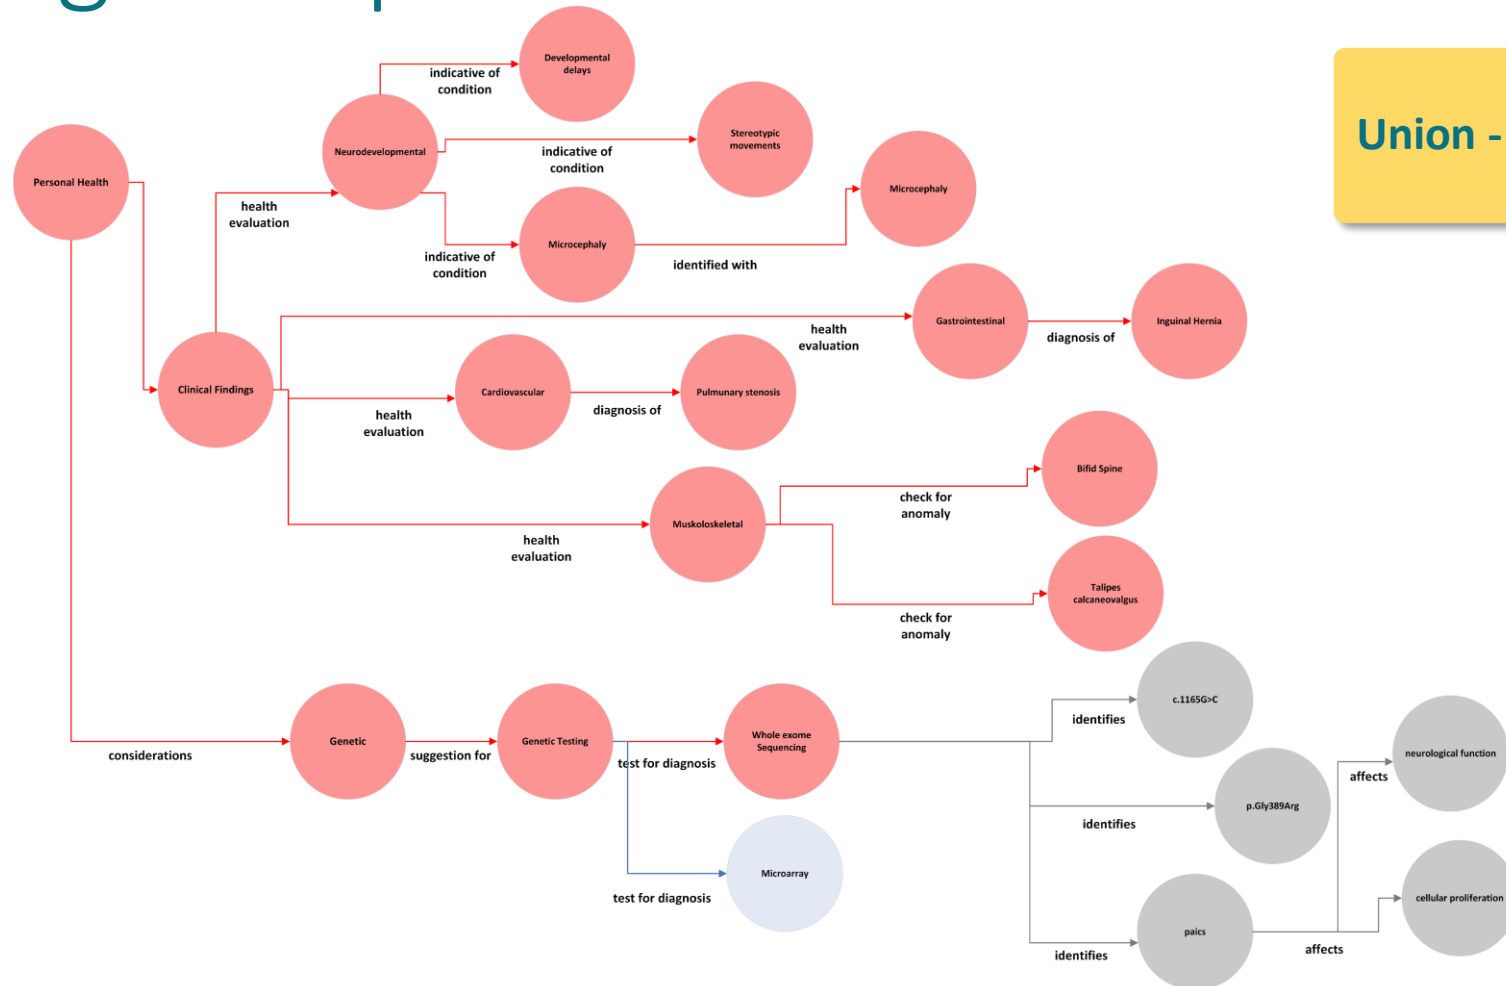 Union -
Developmental
delays
indicative of
condition
Neurodevelopmental
Stereotypic
movements
indicative of
condition
Personal Health
health
evaluation
Microcephaly
Microcephaly
indicative of
condition
identified with
Gastrointestinal
Inguinal Hernia
health
evaluation
diagnosis of
Clinical Findings
Cardiovascular
Pulmunary stenosis
health
evaluation
diagnosis of
Bifid Spine
check for
anomaly
Muskoloskeletal
health
evaluation
Talipes
calcaneovalgus
check for
anomaly
c.1165G>C
identifies
considerations
Genetic
suggestion for
Genetic Testing
test for diagnosis
Whole exome
Sequencing
neurological function
affects
p.Gly389Arg
identifies
Microarray
test for diagnosis
cellular proliferation
paics
identifies
affects